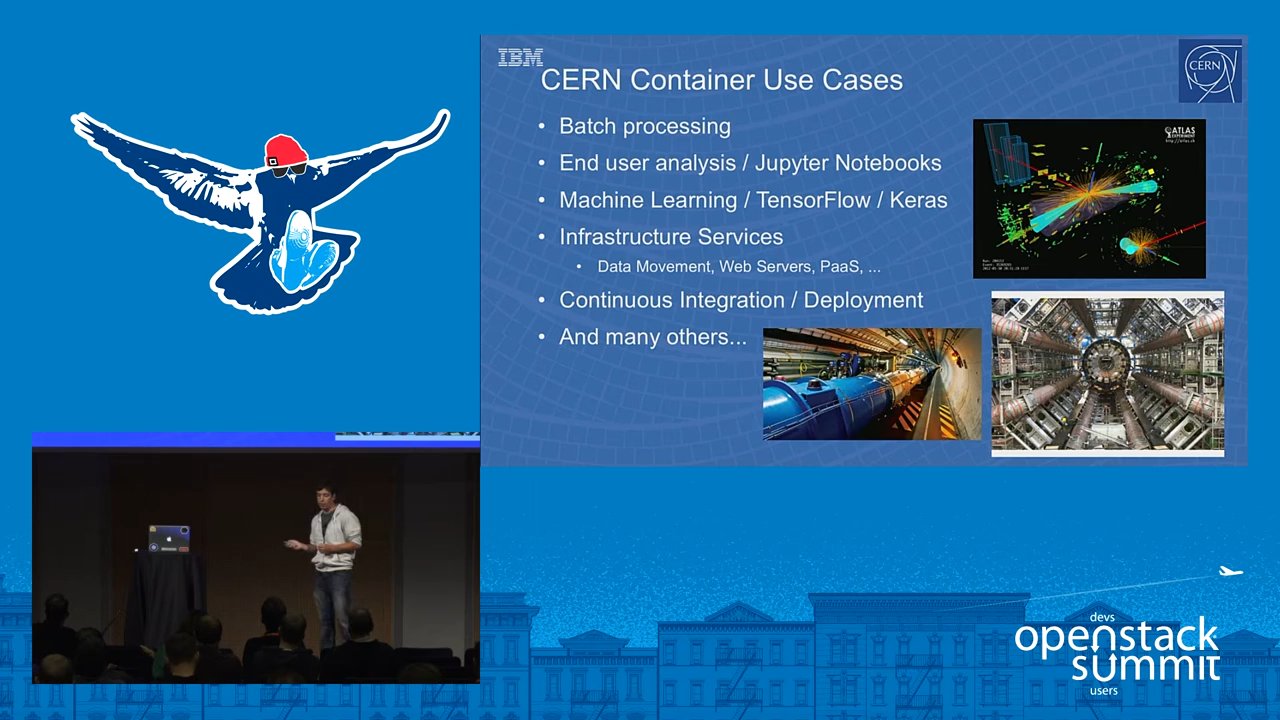 IBM
CERN Container Use Cases
CERN
• Batch processing
• End user analysis / Jupyter Notebooks
• Machine Learning / TensorFlow / Keras
• Infrastructure Services
• Data Movement, Web Servers, PaaS, ...
• Continuous Integration / Deployment
• And many others...
ATLAS
EXPERIMENT
http://atlas.ch
devs
openstack
summit
users